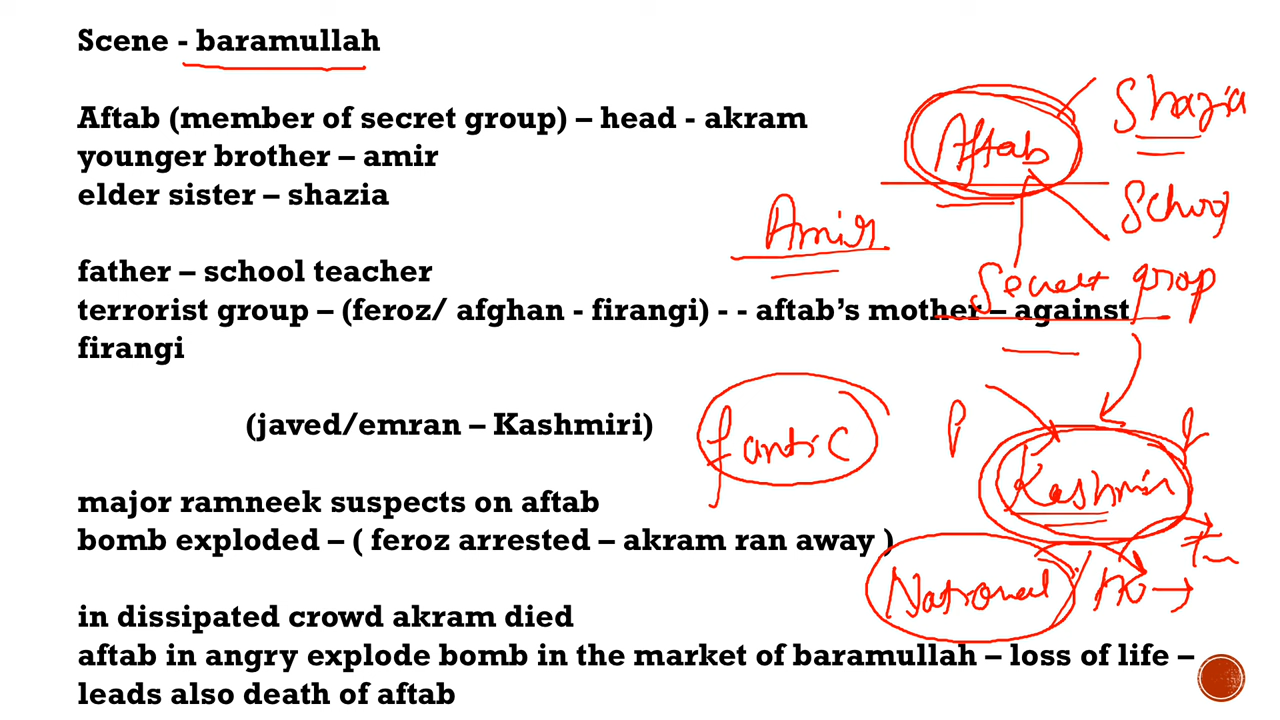 Scene - baramullah
Aftab (member of secret group) – head - akram
younger brother – amir
elder sister – shazia
father – school teacher
terrorist group – (feroz/ afghan - firangi) - - aftab's mother – against
firangi
(javed/emran – Kashmiri)
major ramneek suspects on aftab
bomb exploded – ( feroz arrested – akram ran away )
in dissipated crowd akram died
aftab in angry explode bomb in the market of baramullah – loss of life –
leads also death of aftab
Aftab
Shazia
School
Amir
Secret grop
fantic
P
Kashmir
National